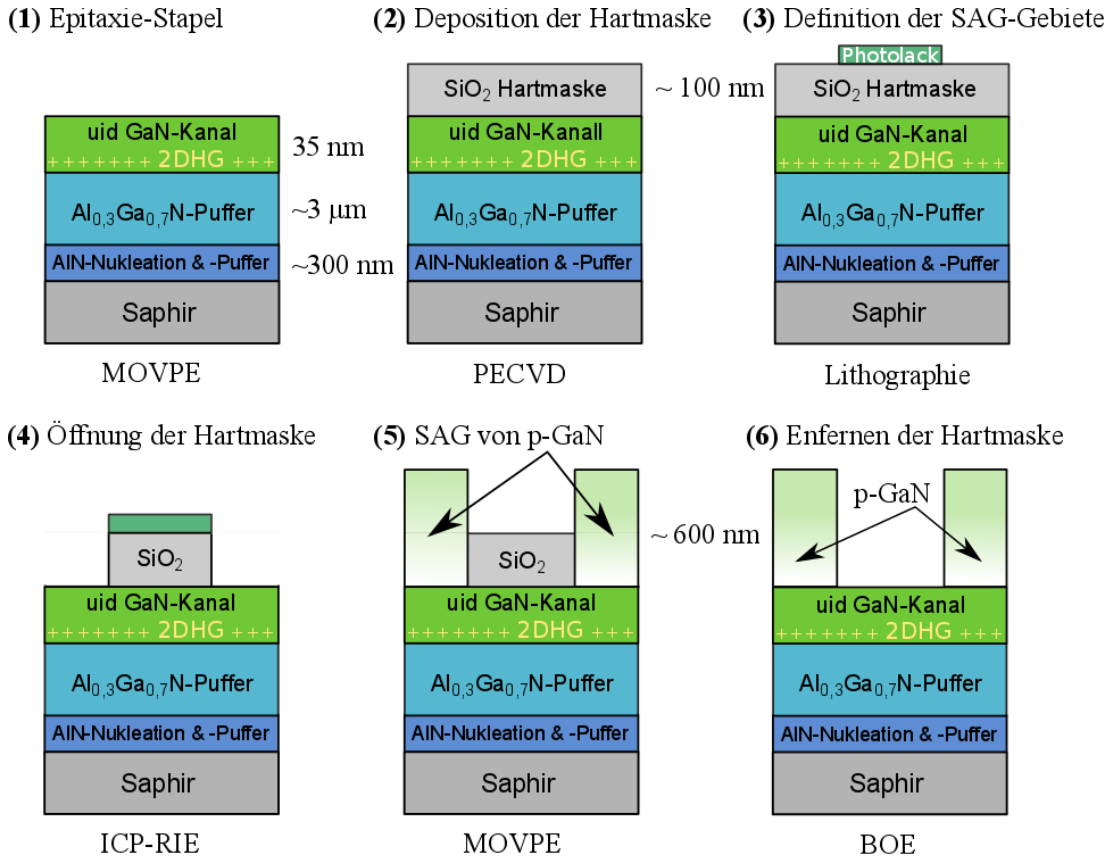 (1) Epitaxie-Stapel
uid GaN-Kanal
+++++++ 2DHG +++
35 nm
Al0,3Ga0,7N-Puffer
~3 µm
AlN-Nukleation & -Puffer
~300 nm
Saphir
MOVPE
(2) Deposition der Hartmaske
SiO2 Hartmaske
~ 100 nm
uid GaN-Kanall
+++++++ 2DHG +++
Al0,3Ga0,7N-Puffer
AlN-Nukleation & -Puffer
Saphir
PECVD
(3) Definition der SAG-Gebiete
Photolack
SiO2 Hartmaske
uid GaN-Kanal
+++++++ 2DHG +++
Al0,3Ga0,7N-Puffer
AlN-Nukleation & -Puffer
Saphir
Lithographie
(4) Öffnung der Hartmaske
SiO2
uid GaN-Kanal
+++++++ 2DHG +++
Al0,3Ga0,7N-Puffer
AlN-Nukleation & -Puffer
Saphir
ICP-RIE
(5) SAG von p-GaN
SiO2
~ 600 nm
uid GaN-Kanal
+++++++ 2DHG +++
Al0,3Ga0,7N-Puffer
AlN-Nukleation & -Puffer
Saphir
MOVPE
(6) Enfernen der Hartmaske
p-GaN
uid GaN-Kanal
+++++++ 2DHG +++
Al0,3Ga0,7N-Puffer
AlN-Nukleation & -Puffer
Saphir
BOE